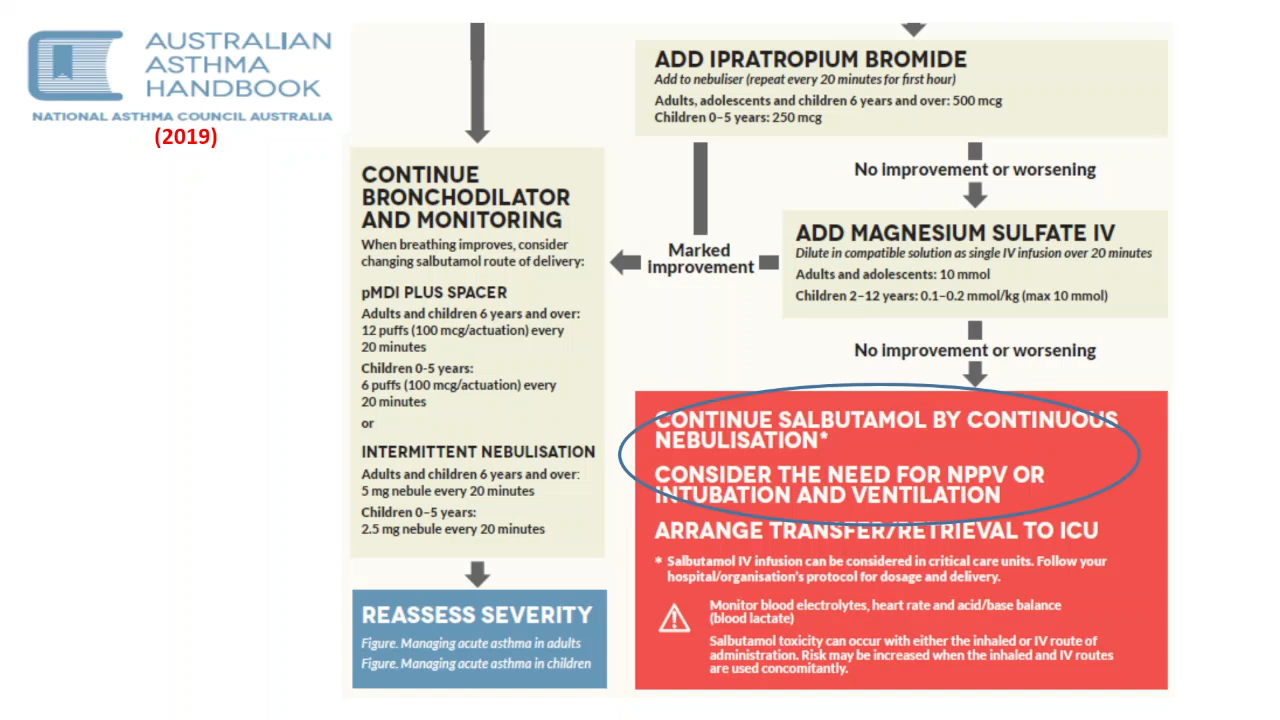 AUSTRALIAN
ASTHMA
HANDBOOK
NATIONAL ASTHMA COUNCIL AUSTRALIA
(2019)
ADD IPRATROPIUM BROMIDE
Add to nebuliser (repeat every 20 minutes for first hour)
Adults, adolescents and children 6 years and over: 500 mcg
Children 0–5 years: 250 mcg
No improvement or worsening
ADD MAGNESIUM SULFATE IV
Dilute in compatible solution as single IV infusion over 20 minutes
Adults and adolescents: 10 mmol
Children 2–12 years: 0.1–0.2 mmol/kg (max 10 mmol)
Marked
improvement
No improvement or worsening
CONTINUE
BRONCHODILATOR
AND MONITORING
When breathing improves, consider
changing salbutamol route of delivery:
pMDI PLUS SPACER
Adults and children 6 years and over:
12 puffs (100 mcg/actuation) every
20 minutes
Children 0-5 years:
6 puffs (100 mcg/actuation) every
20 minutes
or
INTERMITTENT NEBULISATION
Adults and children 6 years and over:
5 mg nebule every 20 minutes
Children 0–5 years:
2.5 mg nebule every 20 minutes
REASSESS SEVERITY
Figure. Managing acute asthma in adults
Figure. Managing acute asthma in children
CONTINUE SALBUTAMOL BY CONTINUOUS
NEBULISATION*
CONSIDER THE NEED FOR NPPV OR
INTUBATION AND VENTILATION
ARRANGE TRANSFER/RETRIEVAL TO ICU
* Salbutamol IV infusion can be considered in critical care units. Follow your
hospital/organisation's protocol for dosage and delivery.
Monitor blood electrolytes, heart rate and acid/base balance
(blood lactate)
Salbutamol toxicity can occur with either the inhaled or IV route of
administration. Risk may be increased when the inhaled and IV routes
are used concomitantly.